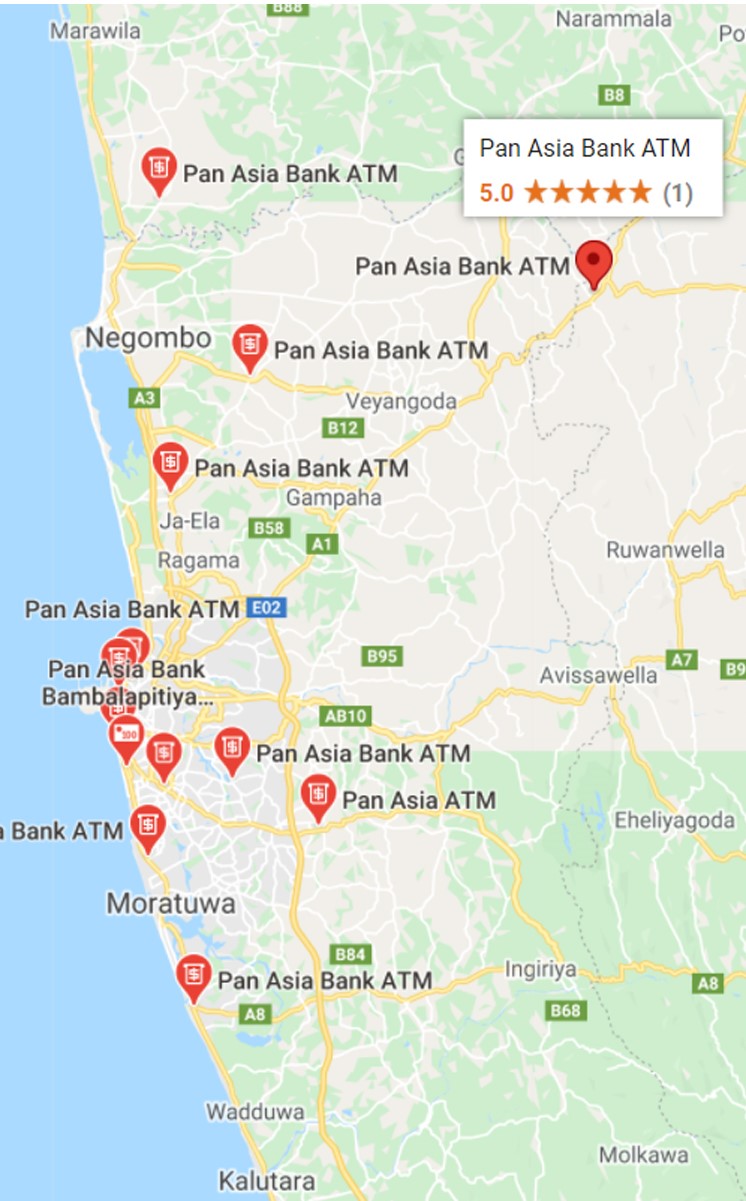 B88
Marawila
Narammala
Po
B8
Pan Asia Bank ATM
5.0 ★★★★★ (1)
Pan Asia Bank ATM
G
Pan Asia Bank ATM
Negombo
Pan Asia Bank ATM
A3
Veyangoda
B12
Pan Asia Bank ATM
Gampaha
Ja-Ela
B58
A1
Ruwanwella
Ragama
Pan Asia Bank ATM
E02
B95
A7
B9
Pan Asia Bank
Bambalapitiya...
Avissawella
AB10
100
Pan Asia Bank ATM
Pan Asia ATM
a Bank ATM
Eheliyagoda
Moratuwa
B84
Ingiriya
Pan Asia Bank ATM
A8
A8
B68
Wadduwa
Molkawa
Kalutara